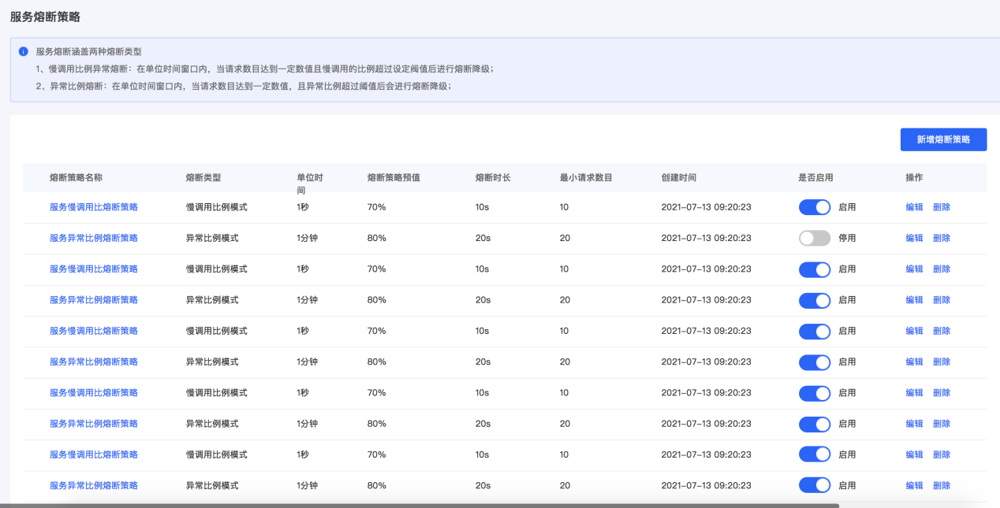 服务熔断策略
服务熔断涵盖两种熔断类型
1、慢调用比例异常熔断：在单位时间窗口内，当请求数目达到一定数值且慢调用的比例超过设定阈值后进行熔断降级；
2、异常比例熔断：在单位时间窗口内，当请求数目达到一定数值，且异常比例超过阈值后会进行熔断降级；
新增熔断策略
熔断策略名称 熔断类型 单位时间 熔断策略预值 熔断时长 最小请求数目 创建时间 是否启用 操作
服务慢调用比熔断策略 慢调用比例模式 1秒 70% 10s 10 2021-07-13 09:20:23 启用 编辑 删除
服务异常比例熔断策略 异常比例模式 1分钟 80% 20s 20 2021-07-13 09:20:23 停用 编辑 删除
服务慢调用比熔断策略 慢调用比例模式 1秒 70% 10s 10 2021-07-13 09:20:23 启用 编辑 删除
服务异常比例熔断策略 异常比例模式 1分钟 80% 20s 20 2021-07-13 09:20:23 启用 编辑 删除
服务慢调用比熔断策略 慢调用比例模式 1秒 70% 10s 10 2021-07-13 09:20:23 启用 编辑 删除
服务异常比例熔断策略 异常比例模式 1分钟 80% 20s 20 2021-07-13 09:20:23 启用 编辑 删除
服务慢调用比熔断策略 慢调用比例模式 1秒 70% 10s 10 2021-07-13 09:20:23 启用 编辑 删除
服务异常比例熔断策略 异常比例模式 1分钟 80% 20s 20 2021-07-13 09:20:23 启用 编辑 删除
服务慢调用比熔断策略 慢调用比例模式 1秒 70% 10s 10 2021-07-13 09:20:23 启用 编辑 删除
服务异常比例熔断策略 异常比例模式 1分钟 80% 20s 20 2021-07-13 09:20:23 启用 编辑 删除